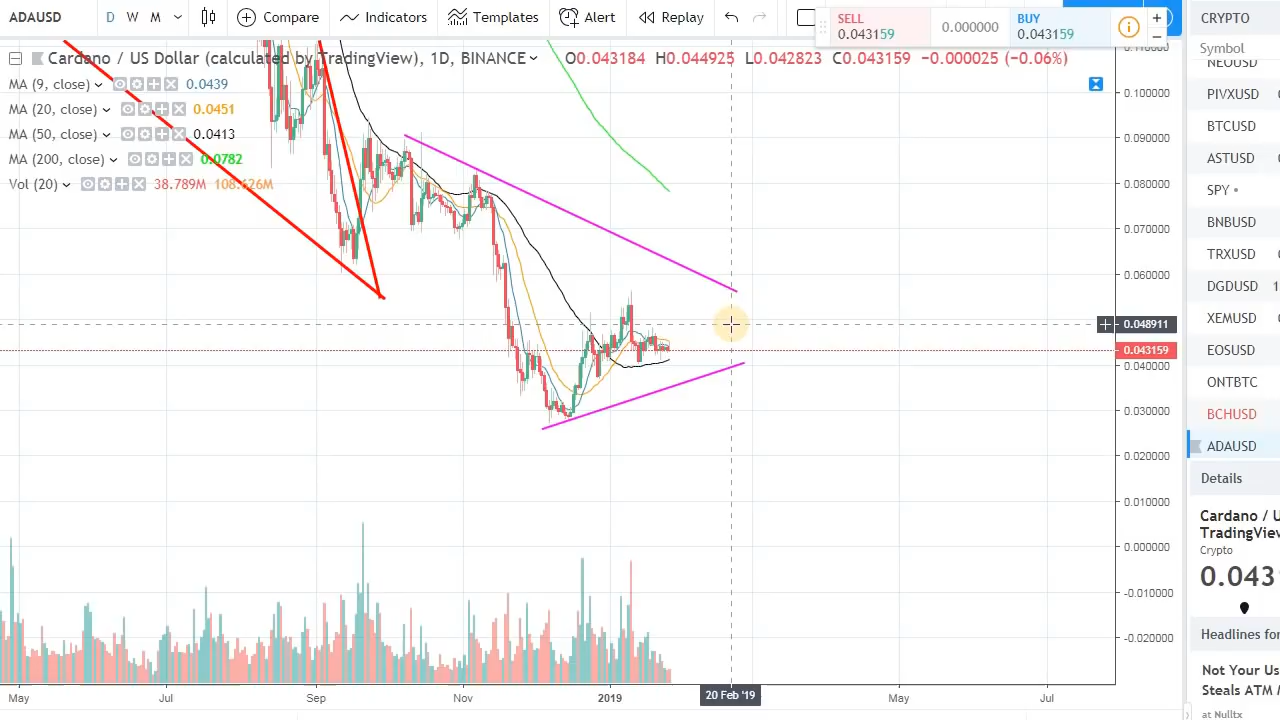 ADAUSD D W M Compare Indicators Templates Alert Replay
SELL 0.000000 BUY
0.043159 0.043159
CRYPTO
Symbol
Cardano / US Dollar (calculated by TradingView), 1D, BINANCE O0.043184 H0.044925 L0.042823 C0.043159 −0.000025 (−0.06%)
MA (9, close) 0.0439
MA (20, close) 0.0451
MA (50, close) 0.0413
MA (200, close) 0.0782
Vol (20) 38.789M 108.626M
0.100000
0.090000
0.080000
0.070000
0.060000
0.048911
0.043159
0.040000
0.030000
0.020000
0.010000
0.000000
-0.010000
-0.020000
May Jul Sep Nov 2019 20 Feb '19 May Jul
NEOUSD
PIVXUSD
BTCUSD
ASTUSD
SPY
BNBUSD
TRXUSD
DGDUSD 1
XEMUSD
EOSUSD
ONTBTC
BCHUSD
ADAUSD
Details
Cardano / U
TradingView
Crypto
0.043
Headlines for
Not Your Us
Steals ATM
at Nulltx